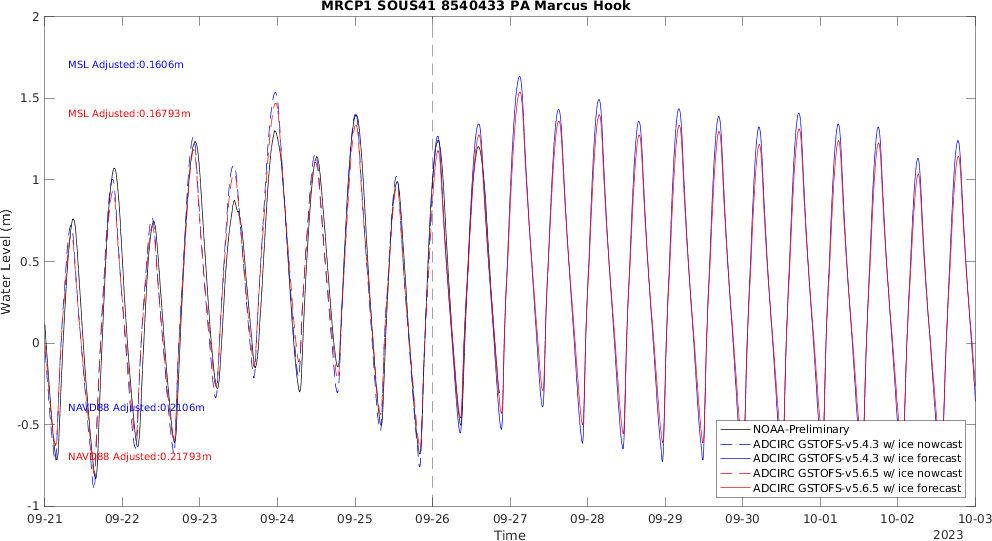 MRCP1 SOUS41 8540433 PA Marcus Hook
2
1.5
1
0.5
0
-0.5
-1
Water Level (m)
MSL Adjusted:0.1606m
MSL Adjusted:0.16793m
NAVD88 Adjusted:0.2106m
NAVD88 Adjusted:0.21793m
NOAA-Preliminary
ADCIRC GSTOFS-v5.4.3 w/ ice nowcast
ADCIRC GSTOFS-v5.4.3 w/ ice forecast
ADCIRC GSTOFS-v5.6.5 w/ ice nowcast
ADCIRC GSTOFS-v5.6.5 w/ ice forecast
09-21 09-22 09-23 09-24 09-25 09-26 09-27 09-28 09-29 09-30 10-01 10-02 10-03
Time
2023